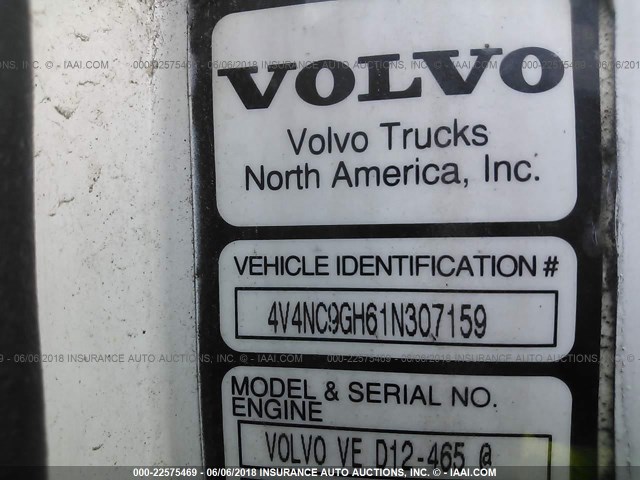 VOLVO
Volvo Trucks
North America, Inc.
VEHICLE IDENTIFICATION #
4V4NC9GH61N307159
MODEL & SERIAL NO.
ENGINE
VOLVO VE D12-465 @
000-22575469 - 06/06/2018 INSURANCE AUTO AUCTIONS, INC. - © - IAAI.COM